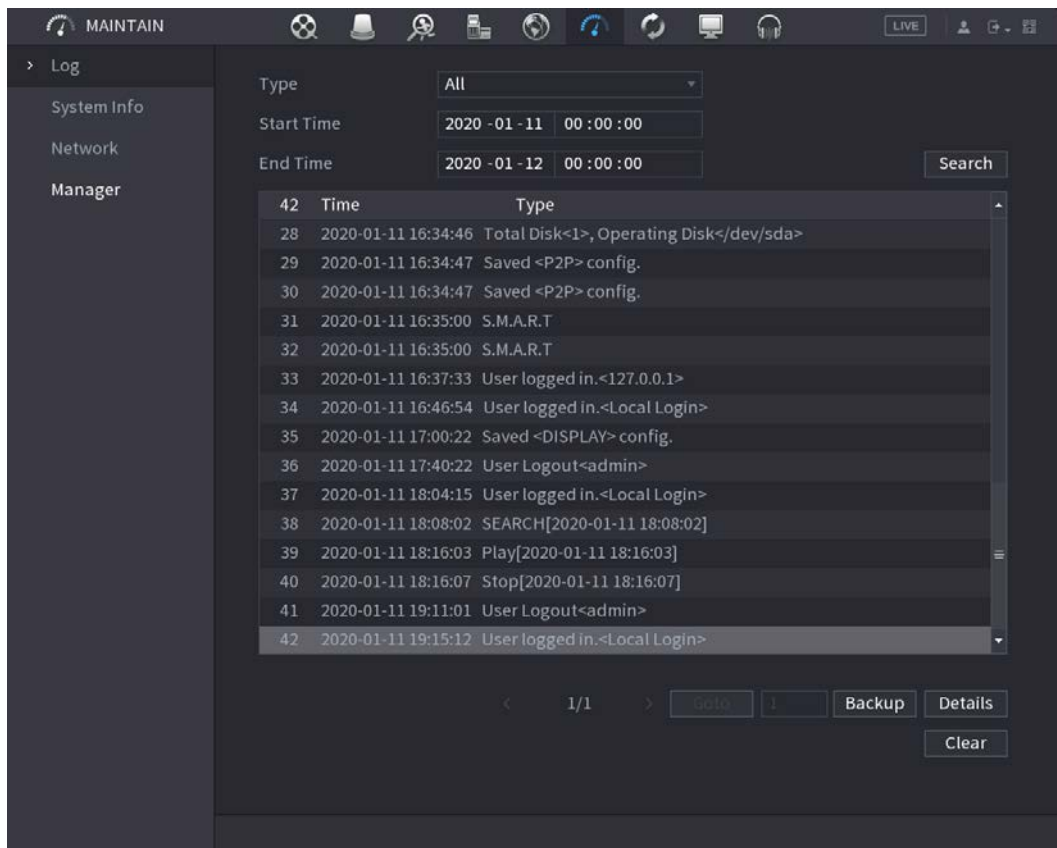 MAINTAIN
LIVE
Log
System Info
Network
Manager
Type All
Start Time 2020 -01 -11 00 : 00 : 00
End Time 2020 -01 -12 00 : 00 : 00
Search
42 Time Type
28 2020-01-11 16:34:46 Total Disk<1>, Operating Disk</dev/sda>
29 2020-01-11 16:34:47 Saved <P2P> config.
30 2020-01-11 16:34:47 Saved <P2P> config.
31 2020-01-11 16:35:00 S.M.A.R.T
32 2020-01-11 16:35:00 S.M.A.R.T
33 2020-01-11 16:37:33 User logged in.<127.0.0.1>
34 2020-01-11 16:46:54 User logged in.<Local Login>
35 2020-01-11 17:00:22 Saved <DISPLAY> config.
36 2020-01-11 17:40:22 User Logout<admin>
37 2020-01-11 18:04:15 User logged in.<Local Login>
38 2020-01-11 18:08:02 SEARCH[2020-01-11 18:08:02]
39 2020-01-11 18:16:03 Play[2020-01-11 18:16:03]
40 2020-01-11 18:16:07 Stop[2020-01-11 18:16:07]
41 2020-01-11 19:11:01 User Logout<admin>
42 2020-01-11 19:15:12 User logged in.<Local Login>
1/1 Goto 1 Backup Details
Clear